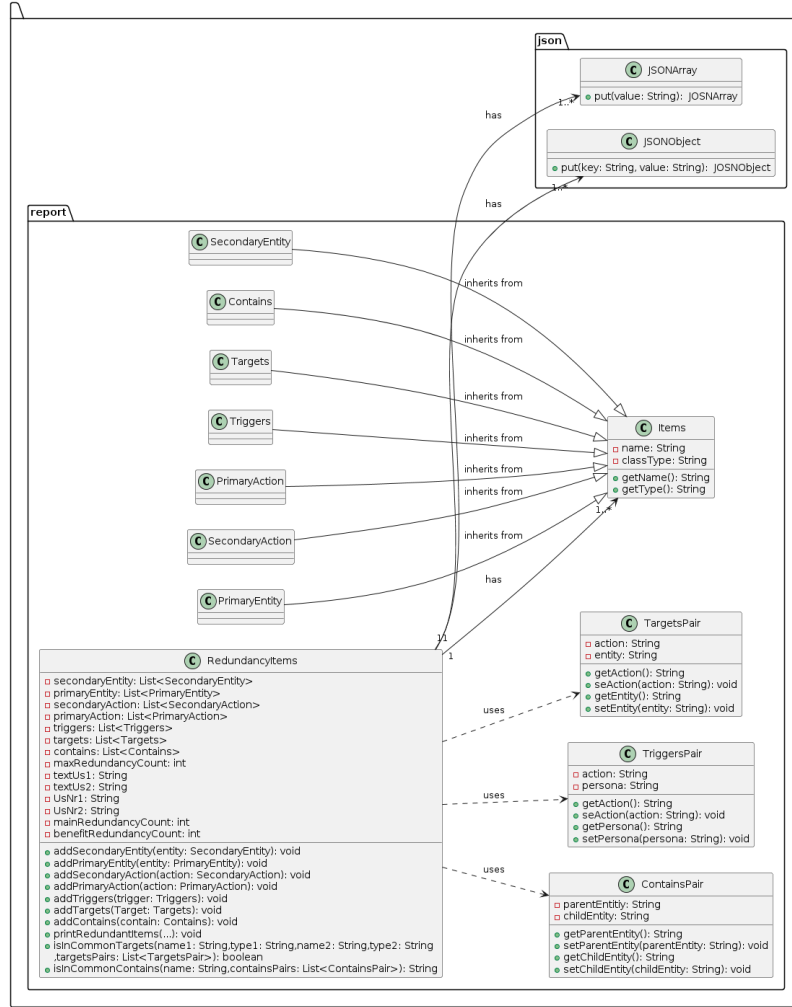 json
C JSONArray
put(value: String): JOSNArray
1..*
has
C JSONObject
put(key: String, value: String): JOSNObject
1..*
has
report
C SecondaryEntity
inherits from
C Contains
inherits from
C Targets
inherits from
C Triggers
inherits from
C PrimaryAction
inherits from
C SecondaryAction
inherits from
C PrimaryEntity
inherits from
C Items
name: String
classType: String
getName(): String
getType(): String
1..*
has
11
1
C RedundancyItems
secondaryEntity: List<SecondaryEntity>
primaryEntity: List<PrimaryEntity>
secondaryAction: List<SecondaryAction>
primaryAction: List<PrimaryAction>
triggers: List<Triggers>
targets: List<Targets>
contains: List<Contains>
maxRedundancyCount: int
textUs1: String
textUs2: String
UsNr1: String
UsNr2: String
mainRedundancyCount: int
benefitRedundancyCount: int
addSecondaryEntity(entity: SecondaryEntity): void
addPrimaryEntity(entity: PrimaryEntity): void
addSecondaryAction(action: SecondaryAction): void
addPrimaryAction(action: PrimaryAction): void
addTriggers(trigger: Triggers): void
addTargets(Target: Targets): void
addContains(contain: Contains): void
printRedundantItems(...): void
isInCommonTargets(name1: String,type1: String,name2: String,type2: String
,targetsPairs: List<TargetsPair>): boolean
isInCommonContains(name: String,containsPairs: List<ContainsPair>): String
uses
C TargetsPair
action: String
entity: String
getAction(): String
seAction(action: String): void
getEntity(): String
setEntity(entity: String): void
uses
C TriggersPair
action: String
persona: String
getAction(): String
seAction(action: String): void
getPersona(): String
setPersona(persona: String): void
uses
C ContainsPair
parentEntitiy: String
childEntity: String
getParentEntity(): String
setParentEntity(parentEntity: String): void
getChildEntity(): String
setChildEntity(childEntity: String): void